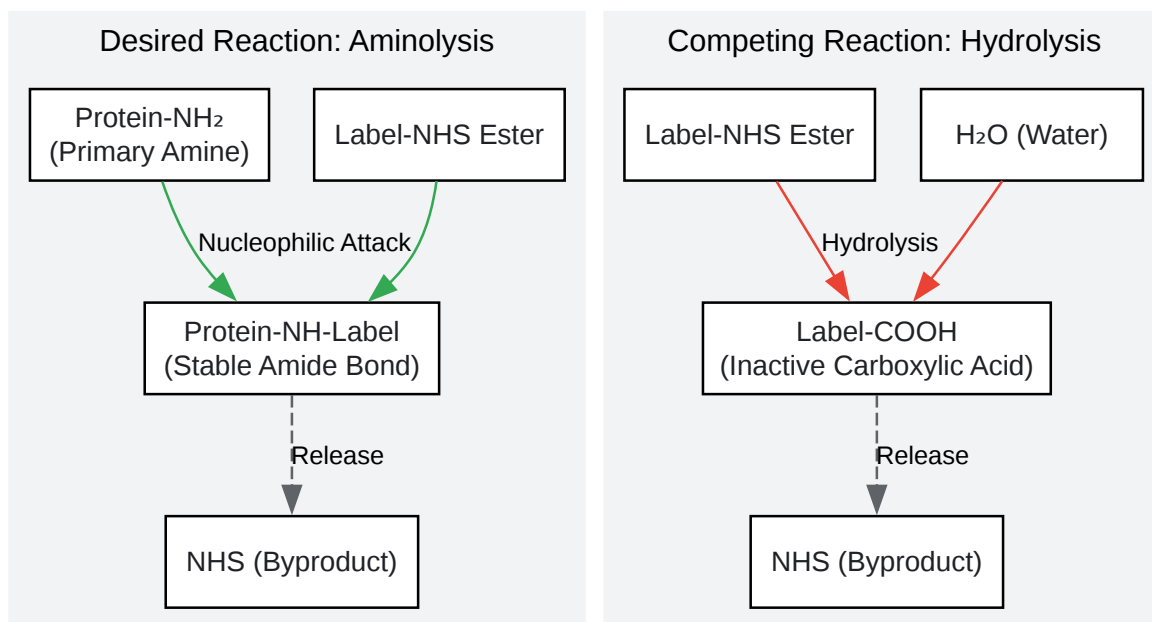 Desired Reaction: Aminolysis
Protein-NH₂
(Primary Amine)
Label-NHS Ester
Nucleophilic Attack
Protein-NH-Label
(Stable Amide Bond)
Release
NHS (Byproduct)
Competing Reaction: Hydrolysis
Label-NHS Ester
H₂O (Water)
Hydrolysis
Label-COOH
(Inactive Carboxylic Acid)
Release
NHS (Byproduct)